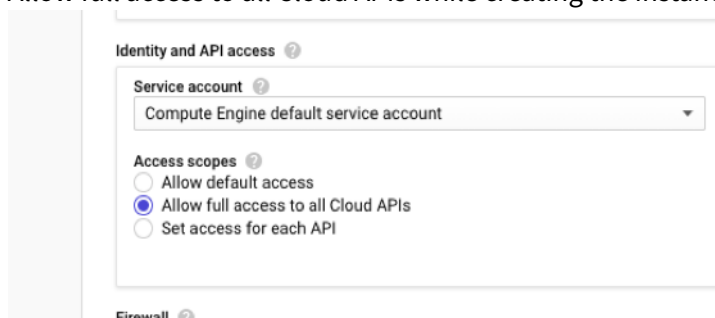 Allow full access to all Cloud APIs while creating the instan
Identity and API access
Service account
Compute Engine default service account
Access scopes
Allow default access
Allow full access to all Cloud APIs
Set access for each API
Firewall